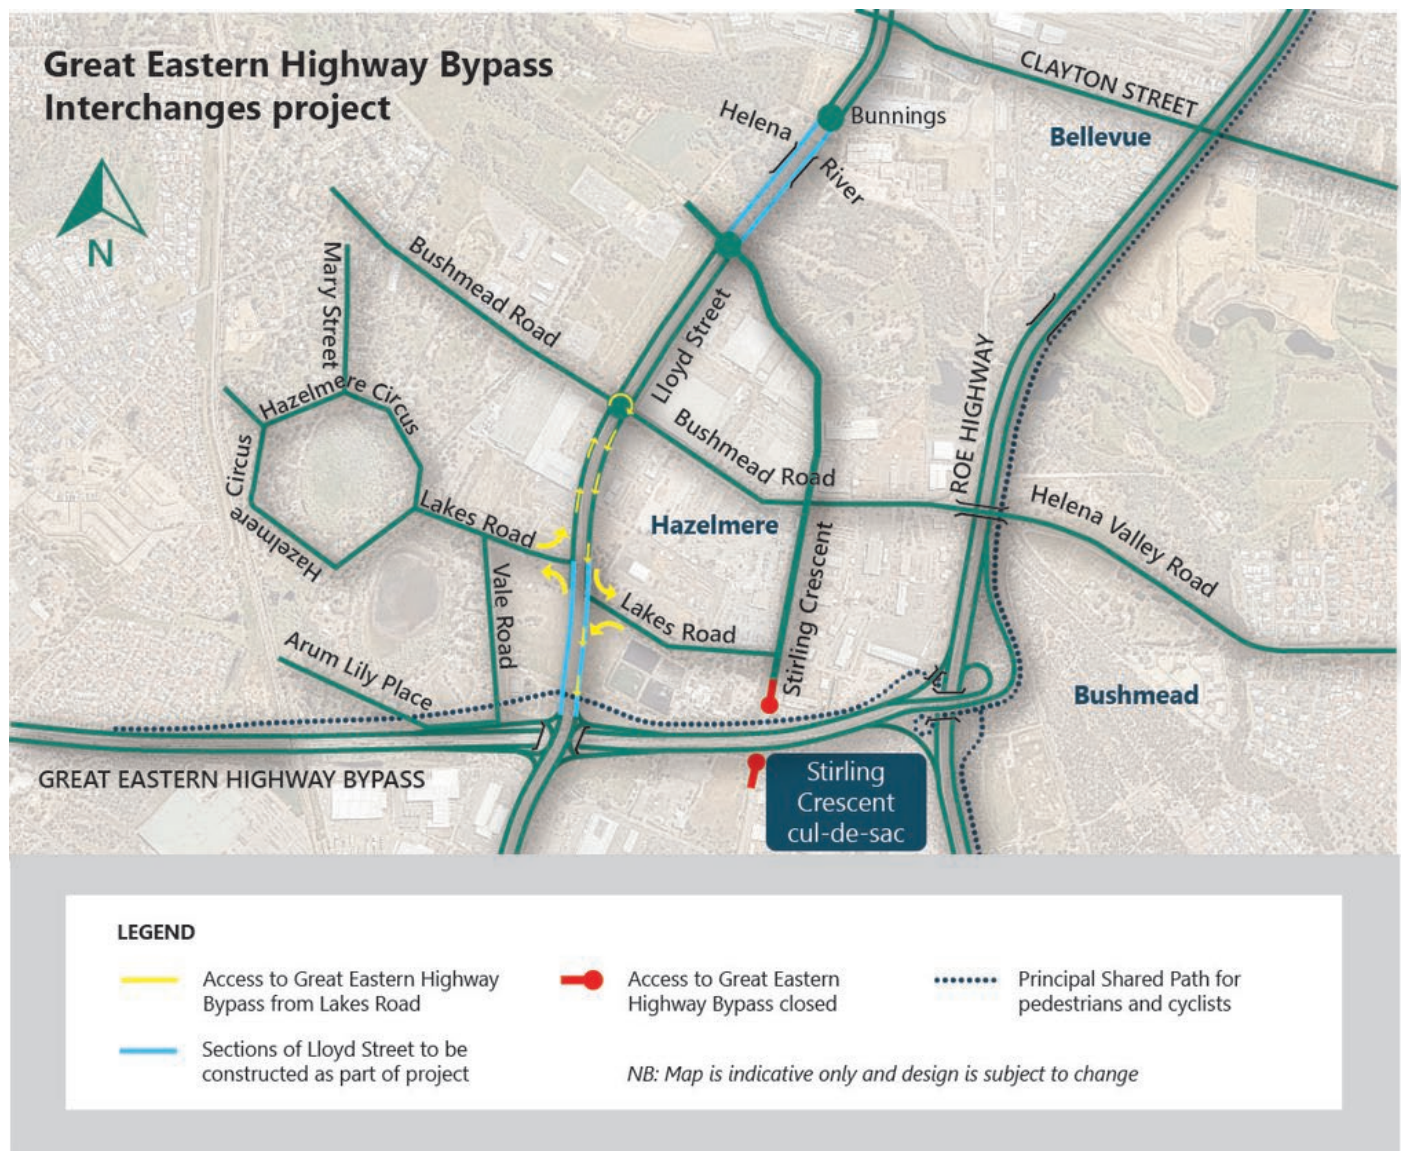 Great Eastern Highway Bypass
Interchanges project
N
CLAYTON STREET
Bellevue
Bunnings
Helena
River
Mary Street
Bushmead Road
Lloyd Street
Hazelmere Circus
Circus
Hazelmere
Bushmead Road
ROE HIGHWAY
Lakes Road
Hazelmere
Helena Valley Road
Vale Road
Lakes Road
Stirling Crescent
Arum Lily Place
Bushmead
GREAT EASTERN HIGHWAY BYPASS
Stirling
Crescent
cul-de-sac
LEGEND
Access to Great Eastern Highway
Bypass from Lakes Road
Sections of Lloyd Street to be
constructed as part of project
Access to Great Eastern
Highway Bypass closed
Principal Shared Path for
pedestrians and cyclists
NB: Map is indicative only and design is subject to change